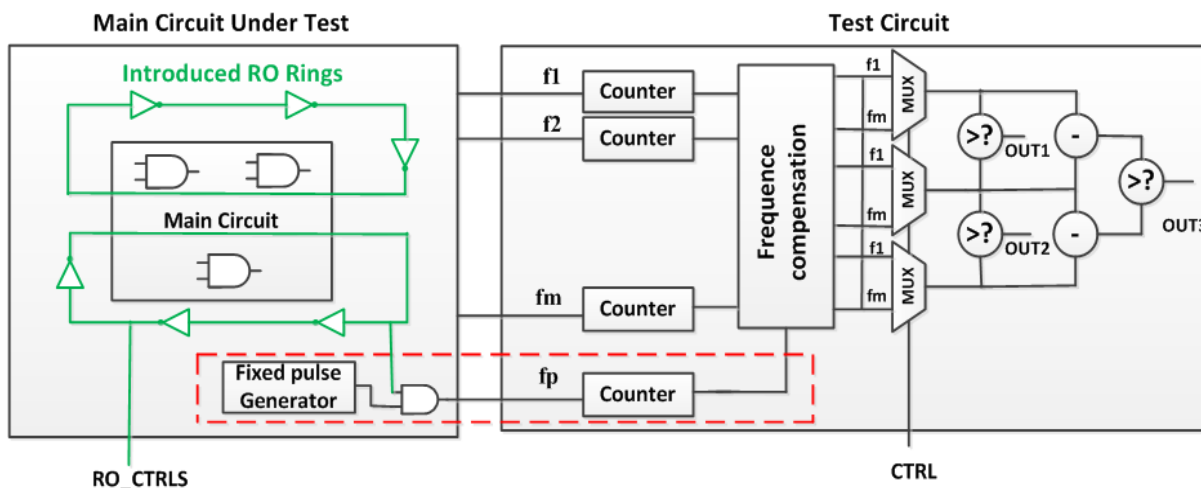 Main Circuit Under Test
Test Circuit
Introduced RO Rings
Main Circuit
Fixed pulse
Generator
RO_CTRLS
f1
f2
fm
fp
Counter
Counter
Counter
Counter
Frequence
compensation
f1
fm
f1
fm
f1
fm
MUX
MUX
MUX
>?
OUT1
>?
OUT2
-
-
>?
OUT3
CTRL